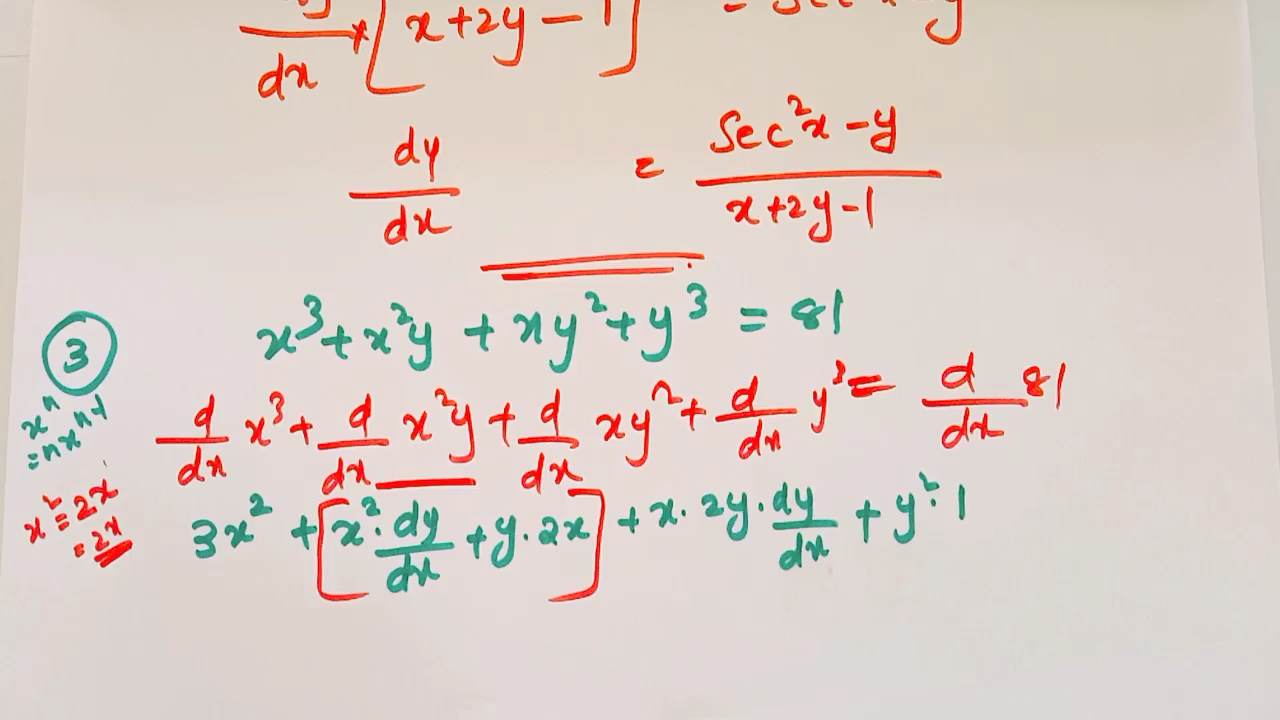 dx * [x+2y-1] = Sec
dy/dx = Sec²x-y/x+2y-1
③ x³+x²y+xy²+y³ = 81
d/dx x³ + d/dx x²y + d/dx xy² + d/dx y³ = d/dx 81
3x² + [x²·dy/dx + y·2x] + x·2y·dy/dx + y²·1
xⁿ
=nxⁿ⁻¹
x²=2x
=2x